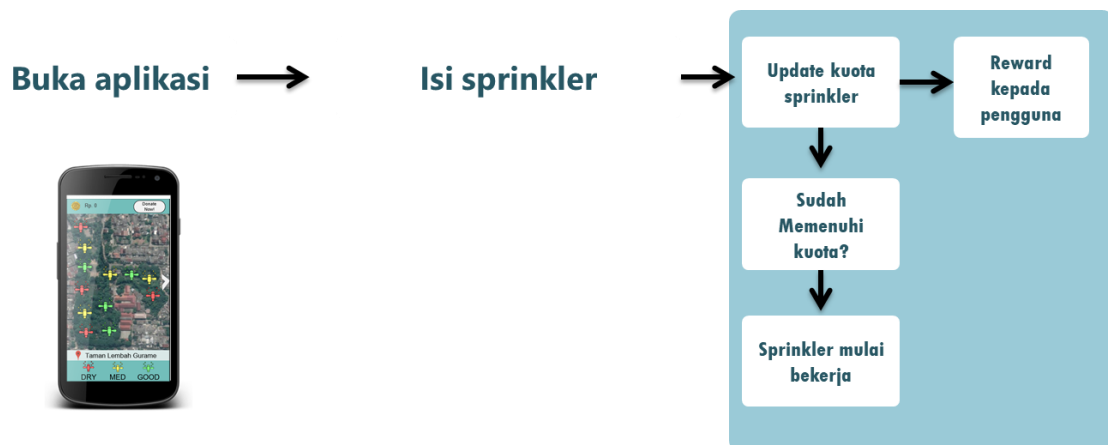 Buka aplikasi
Isi sprinkler
Update kuota
sprinkler
Reward
kepada
pengguna
Sudah
Memenuhi
kuota?
Sprinkler mulai
bekerja
Rp. 0
Donate
Now!
Taman Lembah Gurame
DRY MED GOOD